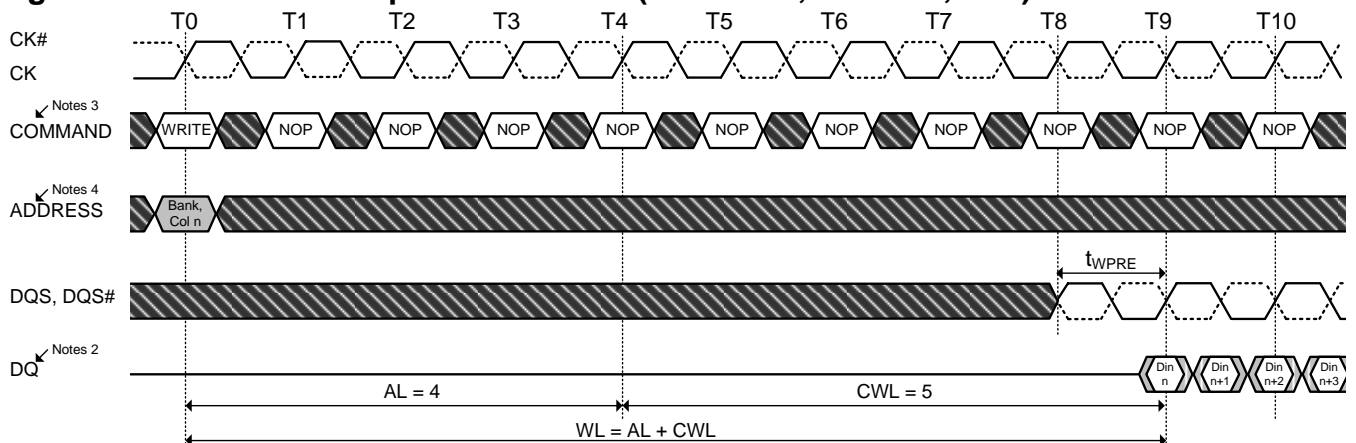 T0 T1 T2 T3 T4 T5 T6 T7 T8 T9 T10
CK#
CK
Notes 3
COMMAND WRITE NOP NOP NOP NOP NOP NOP NOP NOP NOP NOP
Notes 4
ADDRESS Bank, Col n
tWPRE
DQS, DQS#
Notes 2
DQ Din n Din n+1 Din n+2 Din n+3
AL = 4 CWL = 5
WL = AL + CWL